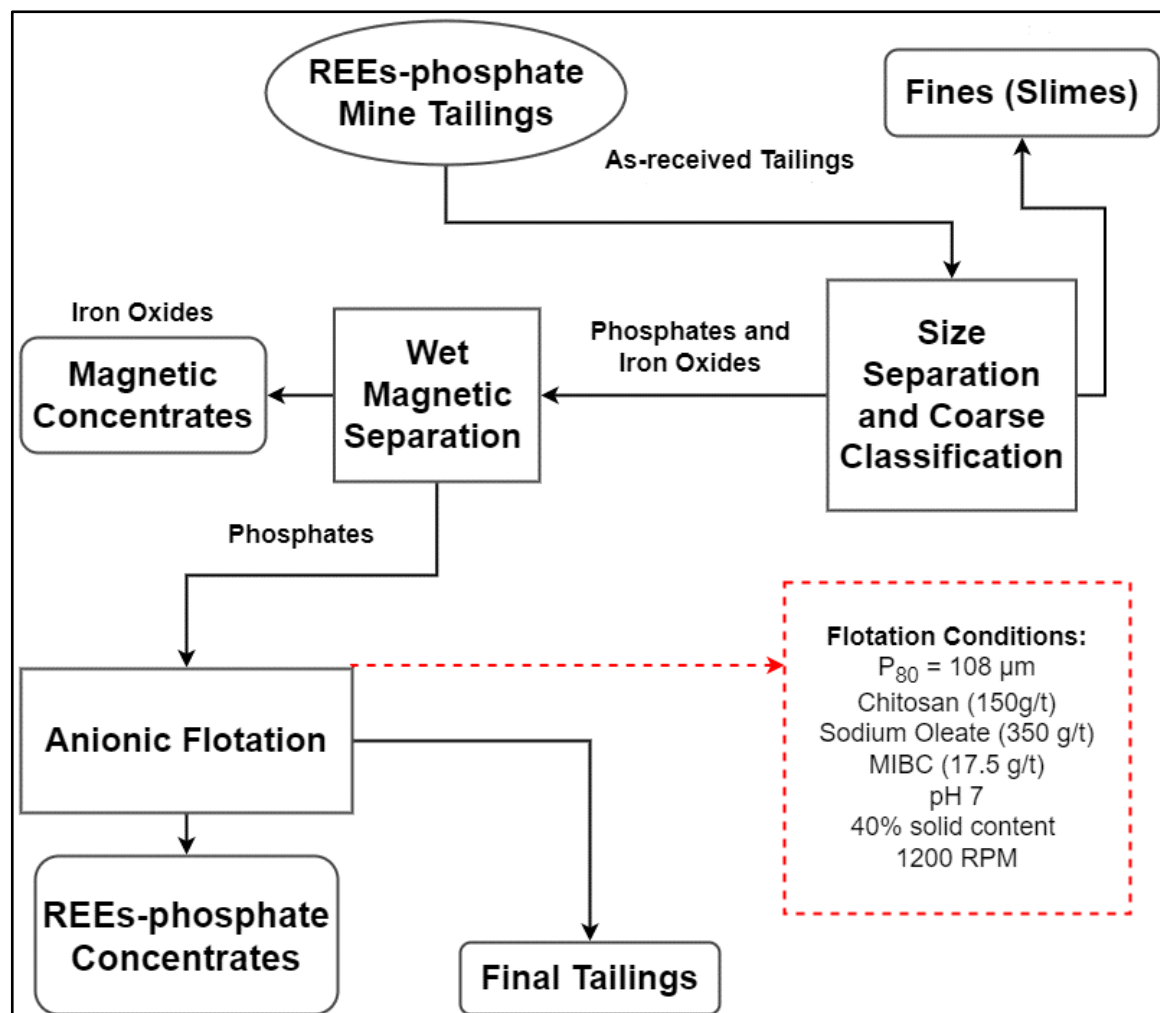 REEs-phosphate
Mine Tailings
Fines (Slimes)
As-received Tailings
Size
Separation
and Coarse
Classification
Phosphates and
Iron Oxides
Wet
Magnetic
Separation
Iron Oxides
Magnetic
Concentrates
Phosphates
Anionic Flotation
Flotation Conditions:
P80 = 108 µm
Chitosan (150g/t)
Sodium Oleate (350 g/t)
MIBC (17.5 g/t)
pH 7
40% solid content
1200 RPM
REEs-phosphate
Concentrates
Final Tailings